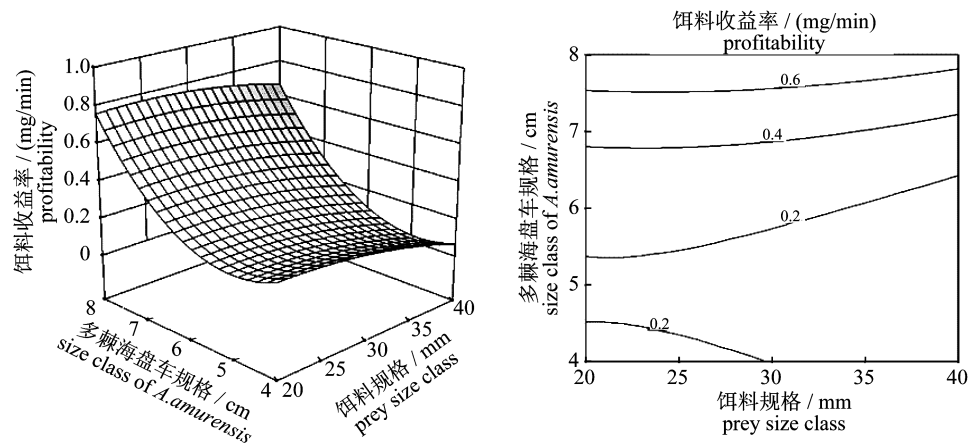 饵料收益率 / (mg/min)
profitability
1.0
0.8
0.6
0.4
0.2
0
8
7
6
5
4
多棘海盘车规格 / cm
size class of A.amurensis
20
25
30
35
40
饵料规格 / mm
prey size class
饵料收益率 / (mg/min)
profitability
多棘海盘车规格 / cm
size class of A.amurensis
8
7
6
5
4
0.6
0.4
0.2
0.2
20
25
30
35
40
饵料规格 / mm
prey size class